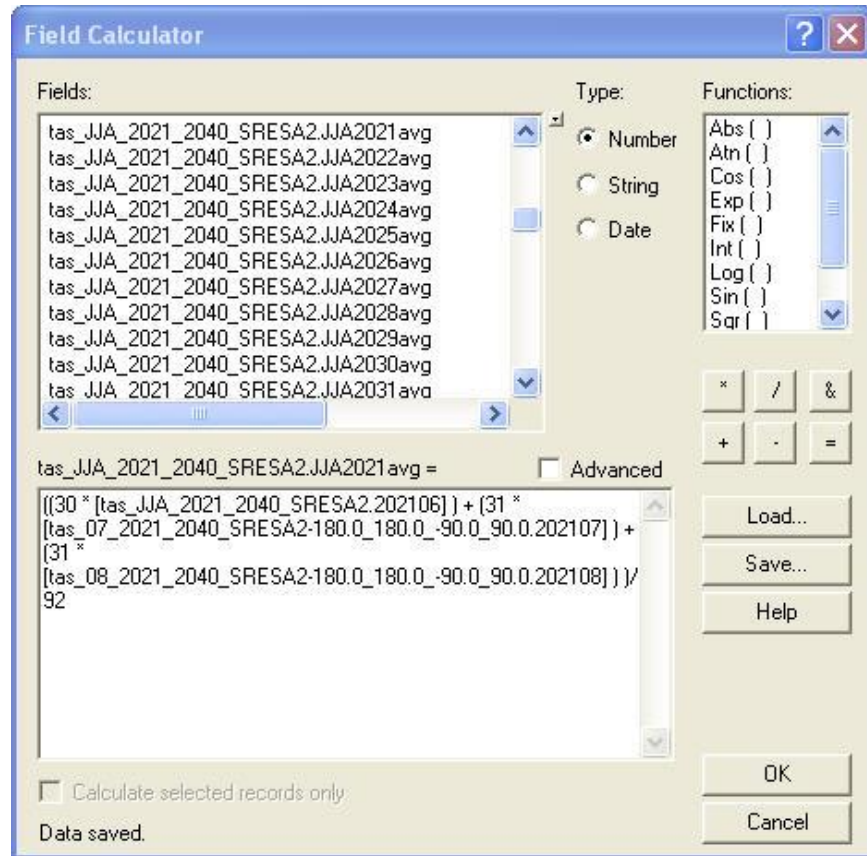 Field Calculator
Fields:
Type:
Functions:
tas_JJA_2021_2040_SRESA2.JJA2021avg
tas_JJA_2021_2040_SRESA2.JJA2022avg
tas_JJA_2021_2040_SRESA2.JJA2023avg
tas_JJA_2021_2040_SRESA2.JJA2024avg
tas_JJA_2021_2040_SRESA2.JJA2025avg
tas_JJA_2021_2040_SRESA2.JJA2026avg
tas_JJA_2021_2040_SRESA2.JJA2027avg
tas_JJA_2021_2040_SRESA2.JJA2028avg
tas_JJA_2021_2040_SRESA2.JJA2029avg
tas_JJA_2021_2040_SRESA2.JJA2030avg
tas_JJA_2021_2040_SRESA2.JJA2031avg
Number
String
Date
Abs ( )
Atn ( )
Cos ( )
Exp ( )
Fix ( )
Int ( )
Log ( )
Sin ( )
Sqr ( )
* / &
+ - =
tas_JJA_2021_2040_SRESA2.JJA2021avg =
Advanced
((30 * [tas_JJA_2021_2040_SRESA2.202106] ) + (31 *
[tas_07_2021_2040_SRESA2-180.0_180.0_-90.0_90.0.202107] ) +
(31 *
[tas_08_2021_2040_SRESA2-180.0_180.0_-90.0_90.0.202108] ) )/
92
Load...
Save...
Help
Calculate selected records only
Data saved.
OK
Cancel